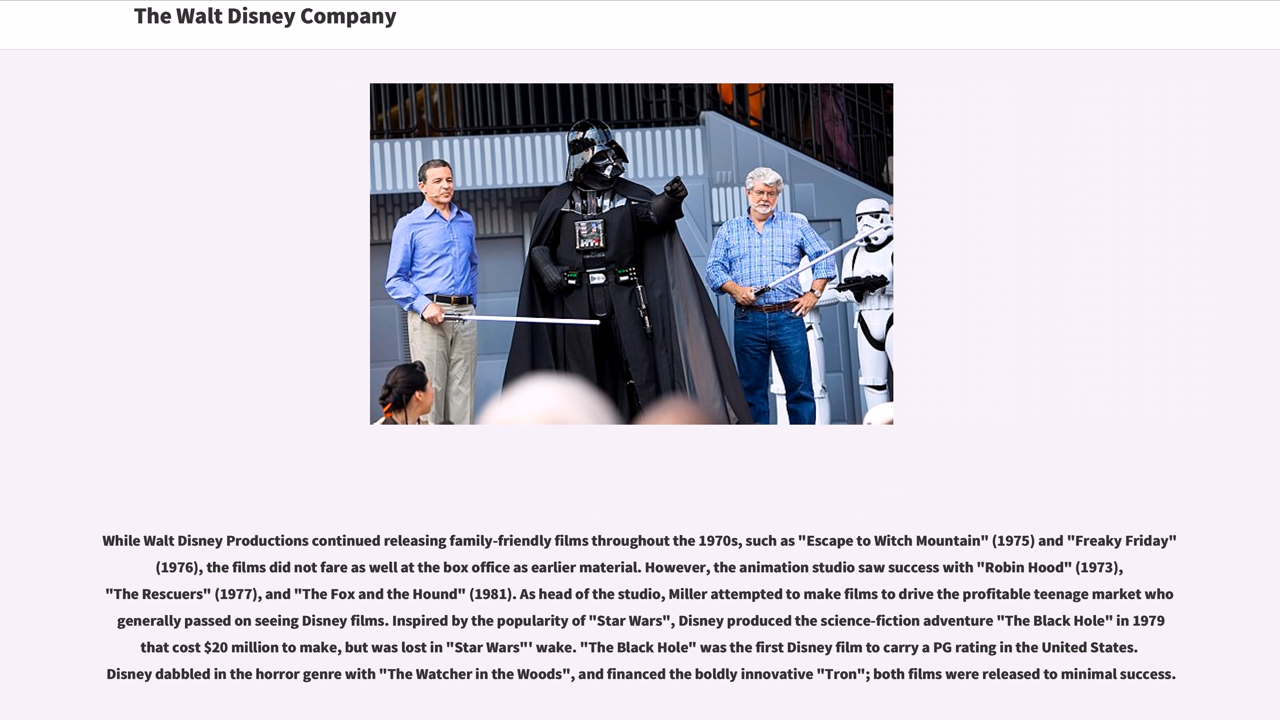 The Walt Disney Company
While Walt Disney Productions continued releasing family-friendly films throughout the 1970s, such as "Escape to Witch Mountain" (1975) and "Freaky Friday"
(1976), the films did not fare as well at the box office as earlier material. However, the animation studio saw success with "Robin Hood" (1973),
"The Rescuers" (1977), and "The Fox and the Hound" (1981). As head of the studio, Miller attempted to make films to drive the profitable teenage market who
generally passed on seeing Disney films. Inspired by the popularity of "Star Wars", Disney produced the science-fiction adventure "The Black Hole" in 1979
that cost $20 million to make, but was lost in "Star Wars"' wake. "The Black Hole" was the first Disney film to carry a PG rating in the United States.
Disney dabbled in the horror genre with "The Watcher in the Woods", and financed the boldly innovative "Tron"; both films were released to minimal success.